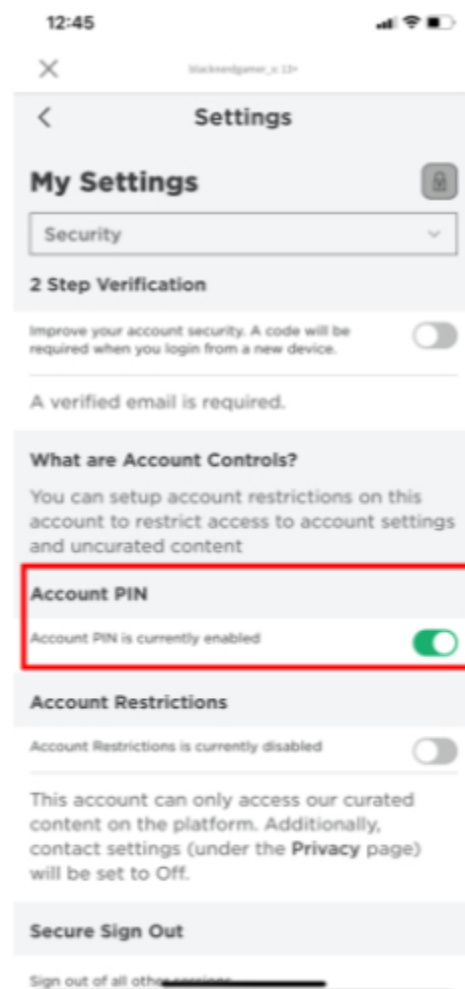 12:45
blacknerdgamer_o: 13+
Settings
My Settings
Security
2 Step Verification
Improve your account security. A code will be
required when you login from a new device.
A verified email is required.
What are Account Controls?
You can setup account restrictions on this
account to restrict access to account settings
and uncurated content
Account PIN
Account PIN is currently enabled
Account Restrictions
Account Restrictions is currently disabled
This account can only access our curated
content on the platform. Additionally,
contact settings (under the Privacy page)
will be set to Off.
Secure Sign Out
Sign out of all other sessions